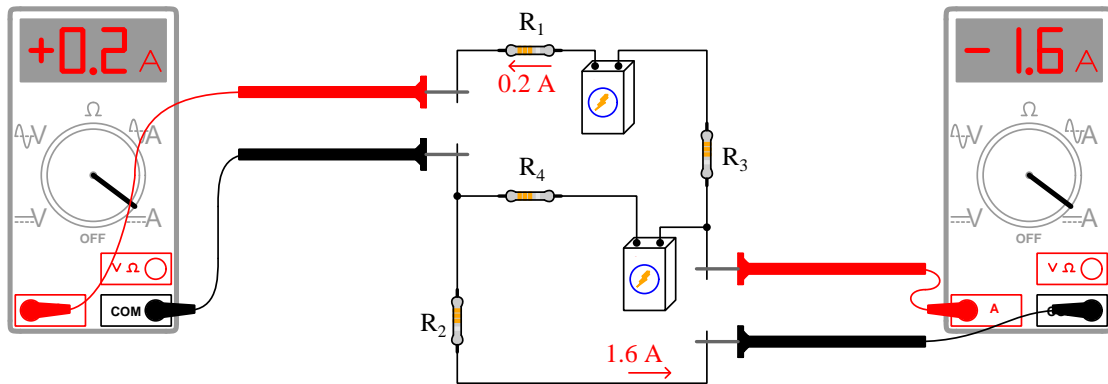 +0.2 A
Ω
V
A
V
A
OFF
V Ω
COM
R1
0.2 A
R3
R4
R2
1.6 A
-1.6 A
Ω
V
A
V
A
OFF
V Ω
A